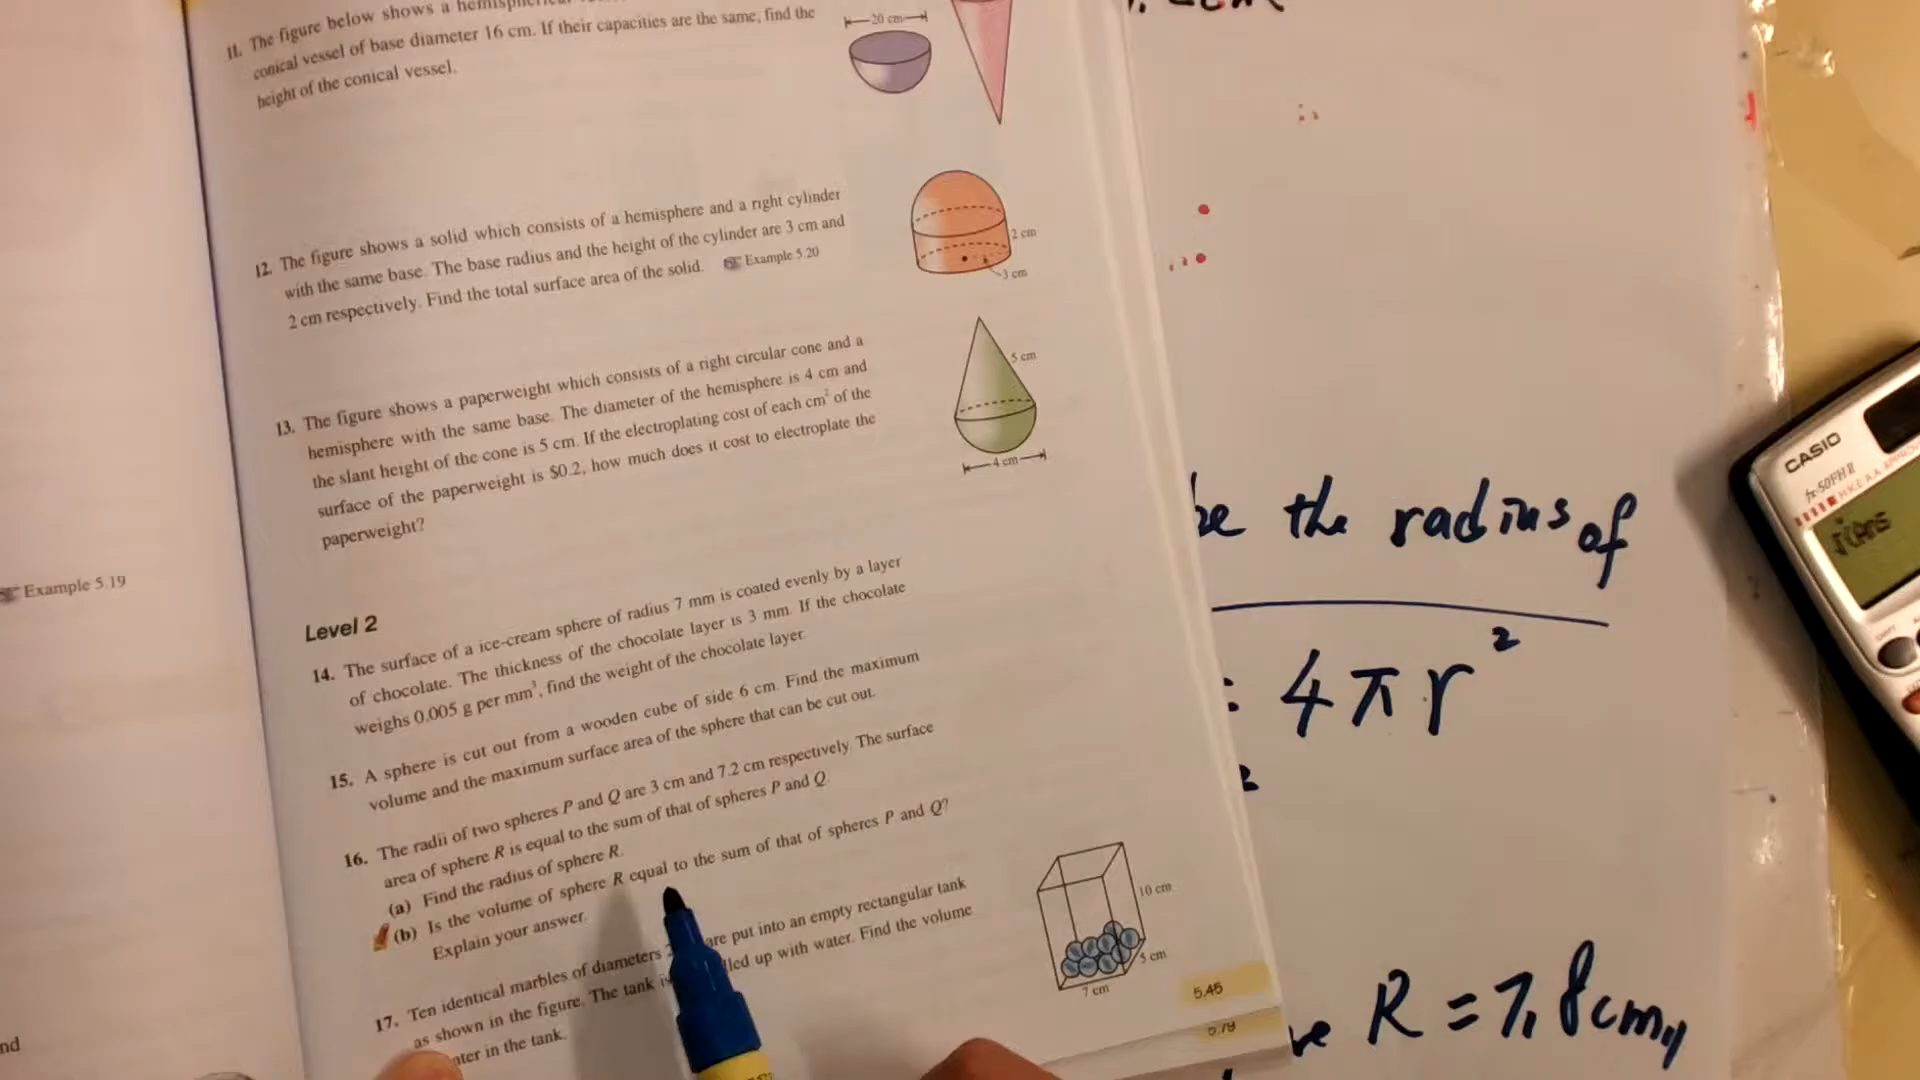 11. The figure below shows a
conical vessel of base diameter 16 cm. If their capacities are the same, find the
height of the conical vessel.
20 cm
12. The figure shows a solid which consists of a hemisphere and a right cylinder
with the same base. The base radius and the height of the cylinder are 3 cm and
2 cm respectively. Find the total surface area of the solid. Example 5.20
2 cm
3 cm
13. The figure shows a paperweight which consists of a right circular cone and a
hemisphere with the same base. The diameter of the hemisphere is 4 cm and
the slant height of the cone is 5 cm. If the electroplating cost of each cm² of the
surface of the paperweight is $0.2, how much does it cost to electroplate the
paperweight?
5 cm
4 cm
Example 5.19
Level 2
14. The surface of a ice-cream sphere of radius 7 mm is coated evenly by a layer
of chocolate. The thickness of the chocolate layer is 3 mm. If the chocolate
weighs 0.005 g per mm³, find the weight of the chocolate layer.
15. A sphere is cut out from a wooden cube of side 6 cm. Find the maximum
volume and the maximum surface area of the sphere that can be cut out.
16. The radii of two spheres P and Q are 3 cm and 7.2 cm respectively. The surface
area of sphere R is equal to the sum of that of spheres P and Q.
(a) Find the radius of sphere R.
(b) Is the volume of sphere R equal to the sum of that of spheres P and Q?
Explain your answer.
17. Ten identical marbles of diameters are put into an empty rectangular tank
as shown in the figure. The tank is filled up with water. Find the volume
water in the tank.
10 cm
5 cm
7 cm
5.45
5.79
nd
be the radius of
= 4πr²
2
R = 7.8cm
CASIO
fx-50FH II
√(Ans